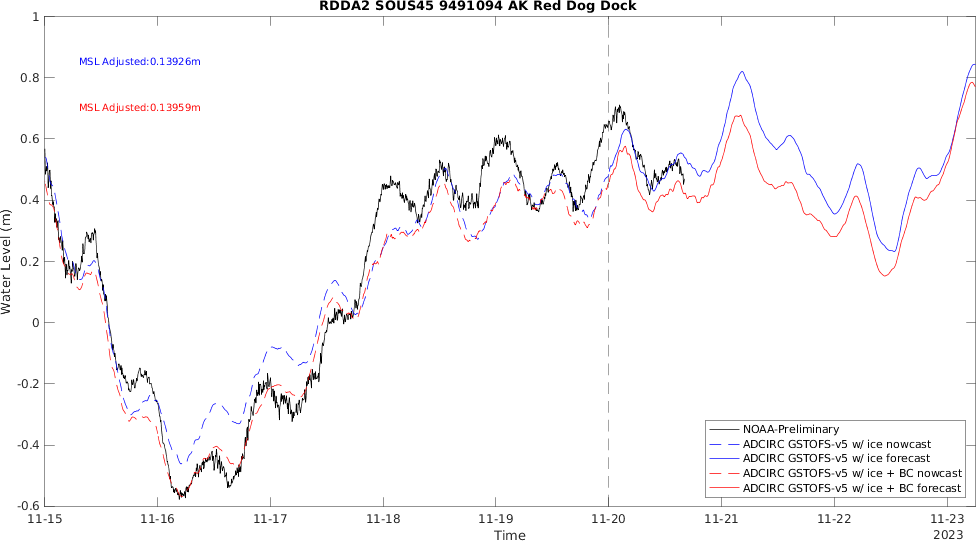 RDDA2 SOUS45 9491094 AK Red Dog Dock
MSL Adjusted:0.13926m
MSL Adjusted:0.13959m
Water Level (m)
1
0.8
0.6
0.4
0.2
0
-0.2
-0.4
-0.6
NOAA-Preliminary
ADCIRC GSTOFS-v5 w/ ice nowcast
ADCIRC GSTOFS-v5 w/ ice forecast
ADCIRC GSTOFS-v5 w/ ice + BC nowcast
ADCIRC GSTOFS-v5 w/ ice + BC forecast
11-15 11-16 11-17 11-18 11-19 11-20 11-21 11-22 11-23
Time
2023